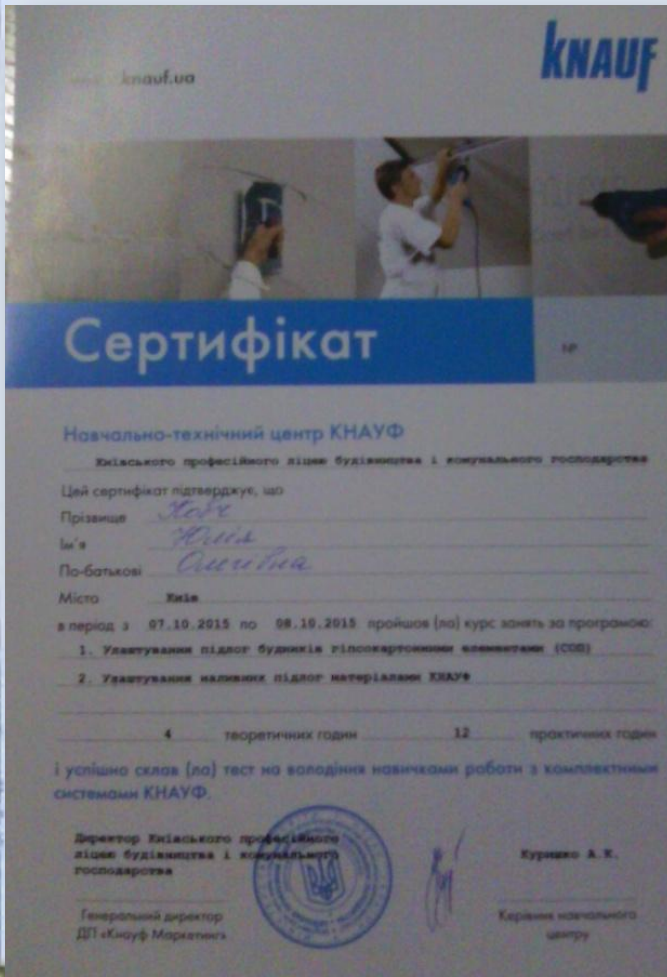 knauf.ua
KNAUF
Сертифікат
№
Навчально-технічний центр КНАУФ
Київського професійного ліцею будівництва і комунального господарства
Цей сертифікат підтверджує, що
Прізвище
Ім'я Юлія
По-батькові Олегівна
Місто Київ
в період з 07.10.2015 по 08.10.2015 пройшов (ла) курс занять за програмою:
1. Улаштування підлог будинків гіпсокартонними елементами (СОП)
2. Улаштування наливних підлог матеріалами КНАУФ
4 теоретичних годин 12 практичних годин
і успішно склав (ла) тест на володіння навичками роботи з комплектними
системами КНАУФ.
Директор Київського професійного
ліцею будівництва і комунального
господарства
Куришко А.К.
Генеральний директор
ДП «Кнауф Маркетинг»
Керівник навчального
центру